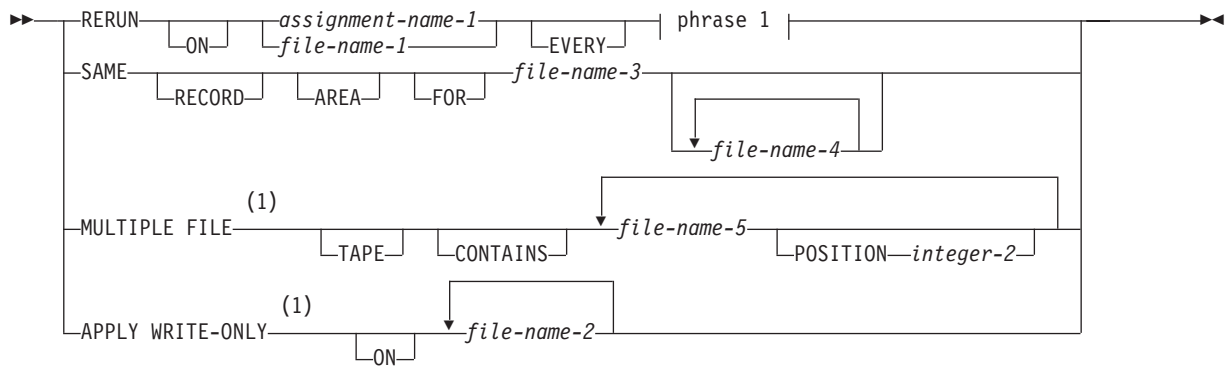 RERUN ON assignment-name-1 file-name-1 EVERY phrase 1
SAME RECORD AREA FOR file-name-3 file-name-4
MULTIPLE FILE (1) TAPE CONTAINS file-name-5 POSITION integer-2
APPLY WRITE-ONLY (1) ON file-name-2